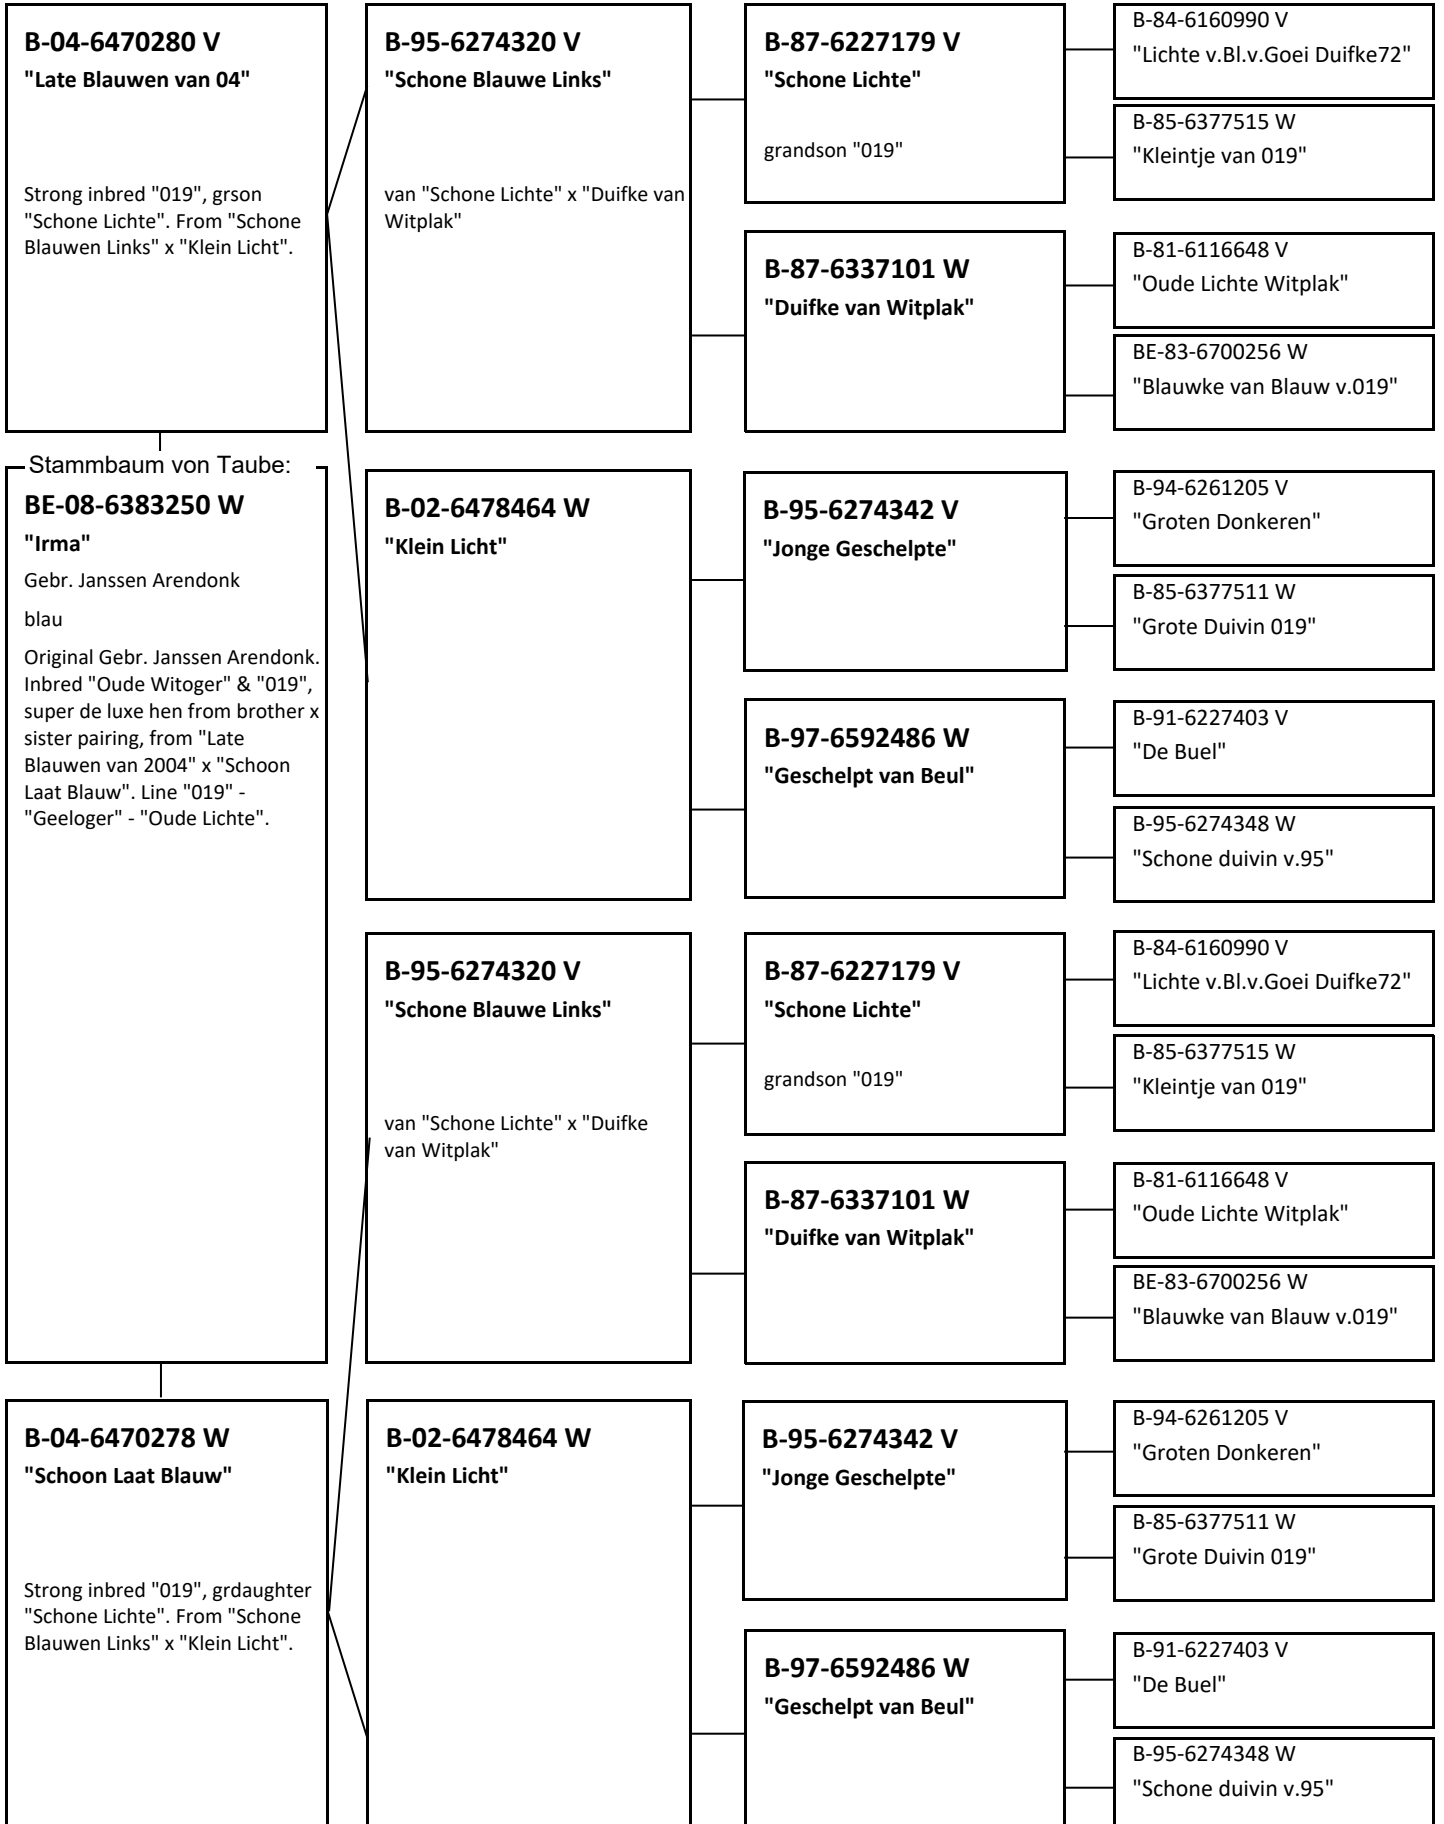 B-04-6470280 V
"Late Blauwen van 04"
Strong inbred "019", grson
"Schone Lichte". From "Schone
Blauwen Links" x "Klein Licht".
Stammbaum von Taube:
BE-08-6383250 W
"Irma"
Gebr. Janssen Arendonk
blau
Original Gebr. Janssen Arendonk.
Inbred "Oude Witoger" & "019",
super de luxe hen from brother x
sister pairing, from "Late
Blauwen van 2004" x "Schoon
Laat Blauw". Line "019" -
"Geeloger" - "Oude Lichte".
B-04-6470278 W
"Schoon Laat Blauw"
Strong inbred "019", grdaughter
"Schone Lichte". From "Schone
Blauwen Links" x "Klein Licht".
B-95-6274320 V
"Schone Blauwe Links"
van "Schone Lichte" x "Duifke van
Witplak"
B-02-6478464 W
"Klein Licht"
B-95-6274320 V
"Schone Blauwe Links"
van "Schone Lichte" x "Duifke
van Witplak"
B-02-6478464 W
"Klein Licht"
B-87-6227179 V
"Schone Lichte"
grandson "019"
B-87-6337101 W
"Duifke van Witplak"
B-95-6274342 V
"Jonge Geschelpte"
B-97-6592486 W
"Geschelpt van Beul"
B-87-6227179 V
"Schone Lichte"
grandson "019"
B-87-6337101 W
"Duifke van Witplak"
B-95-6274342 V
"Jonge Geschelpte"
B-97-6592486 W
"Geschelpt van Beul"
B-84-6160990 V
"Lichte v.Bl.v.Goei Duifke72"
B-85-6377515 W
"Kleintje van 019"
B-81-6116648 V
"Oude Lichte Witplak"
BE-83-6700256 W
"Blauwke van Blauw v.019"
B-94-6261205 V
"Groten Donkeren"
B-85-6377511 W
"Grote Duivin 019"
B-91-6227403 V
"De Buel"
B-95-6274348 W
"Schone duivin v.95"
B-84-6160990 V
"Lichte v.Bl.v.Goei Duifke72"
B-85-6377515 W
"Kleintje van 019"
B-81-6116648 V
"Oude Lichte Witplak"
BE-83-6700256 W
"Blauwke van Blauw v.019"
B-94-6261205 V
"Groten Donkeren"
B-85-6377511 W
"Grote Duivin 019"
B-91-6227403 V
"De Buel"
B-95-6274348 W
"Schone duivin v.95"